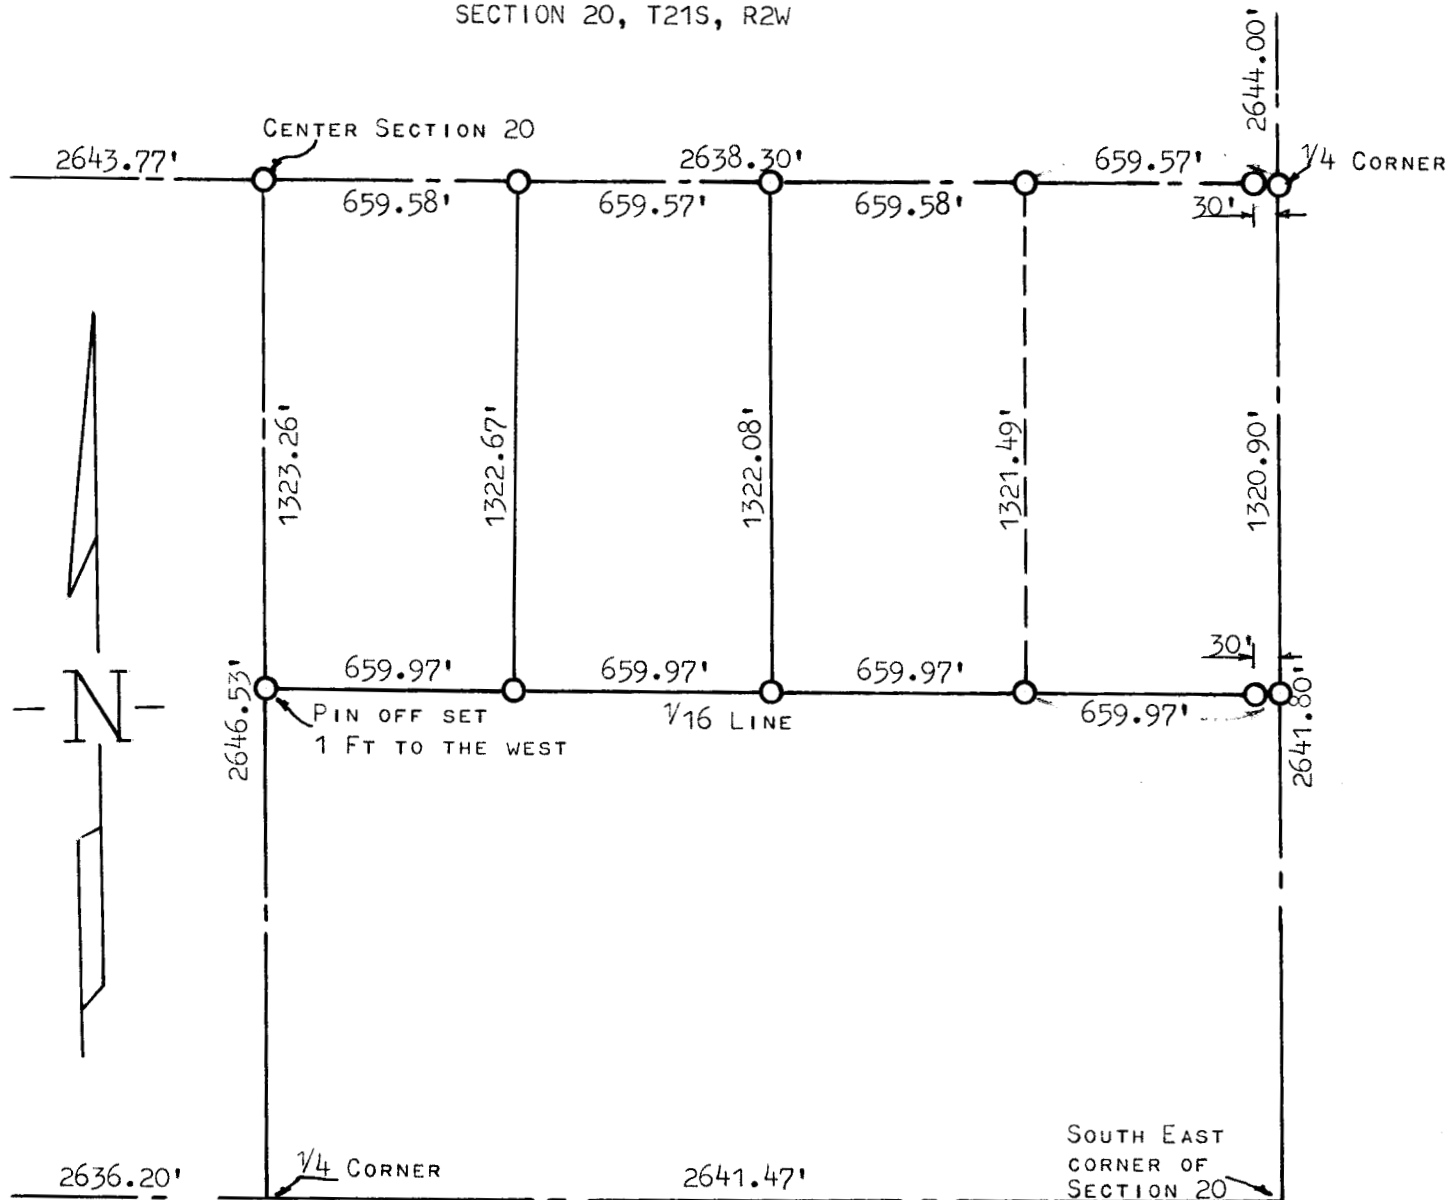 SECTION 20, T21S, R2W
2644.00'
CENTER SECTION 20
2643.77'
2638.30'
659.57'
1/4 CORNER
659.58'
659.57'
659.58'
30'
1323.26'
1322.67'
1322.08'
1321.49'
1320.90'
30'
659.97'
659.97'
659.97'
N
2646.53'
PIN OFF SET
1 FT TO THE WEST
1/16 LINE
659.97'
2641.80'
SOUTH EAST
CORNER OF
SECTION 20
2636.20'
1/4 CORNER
2641.47'